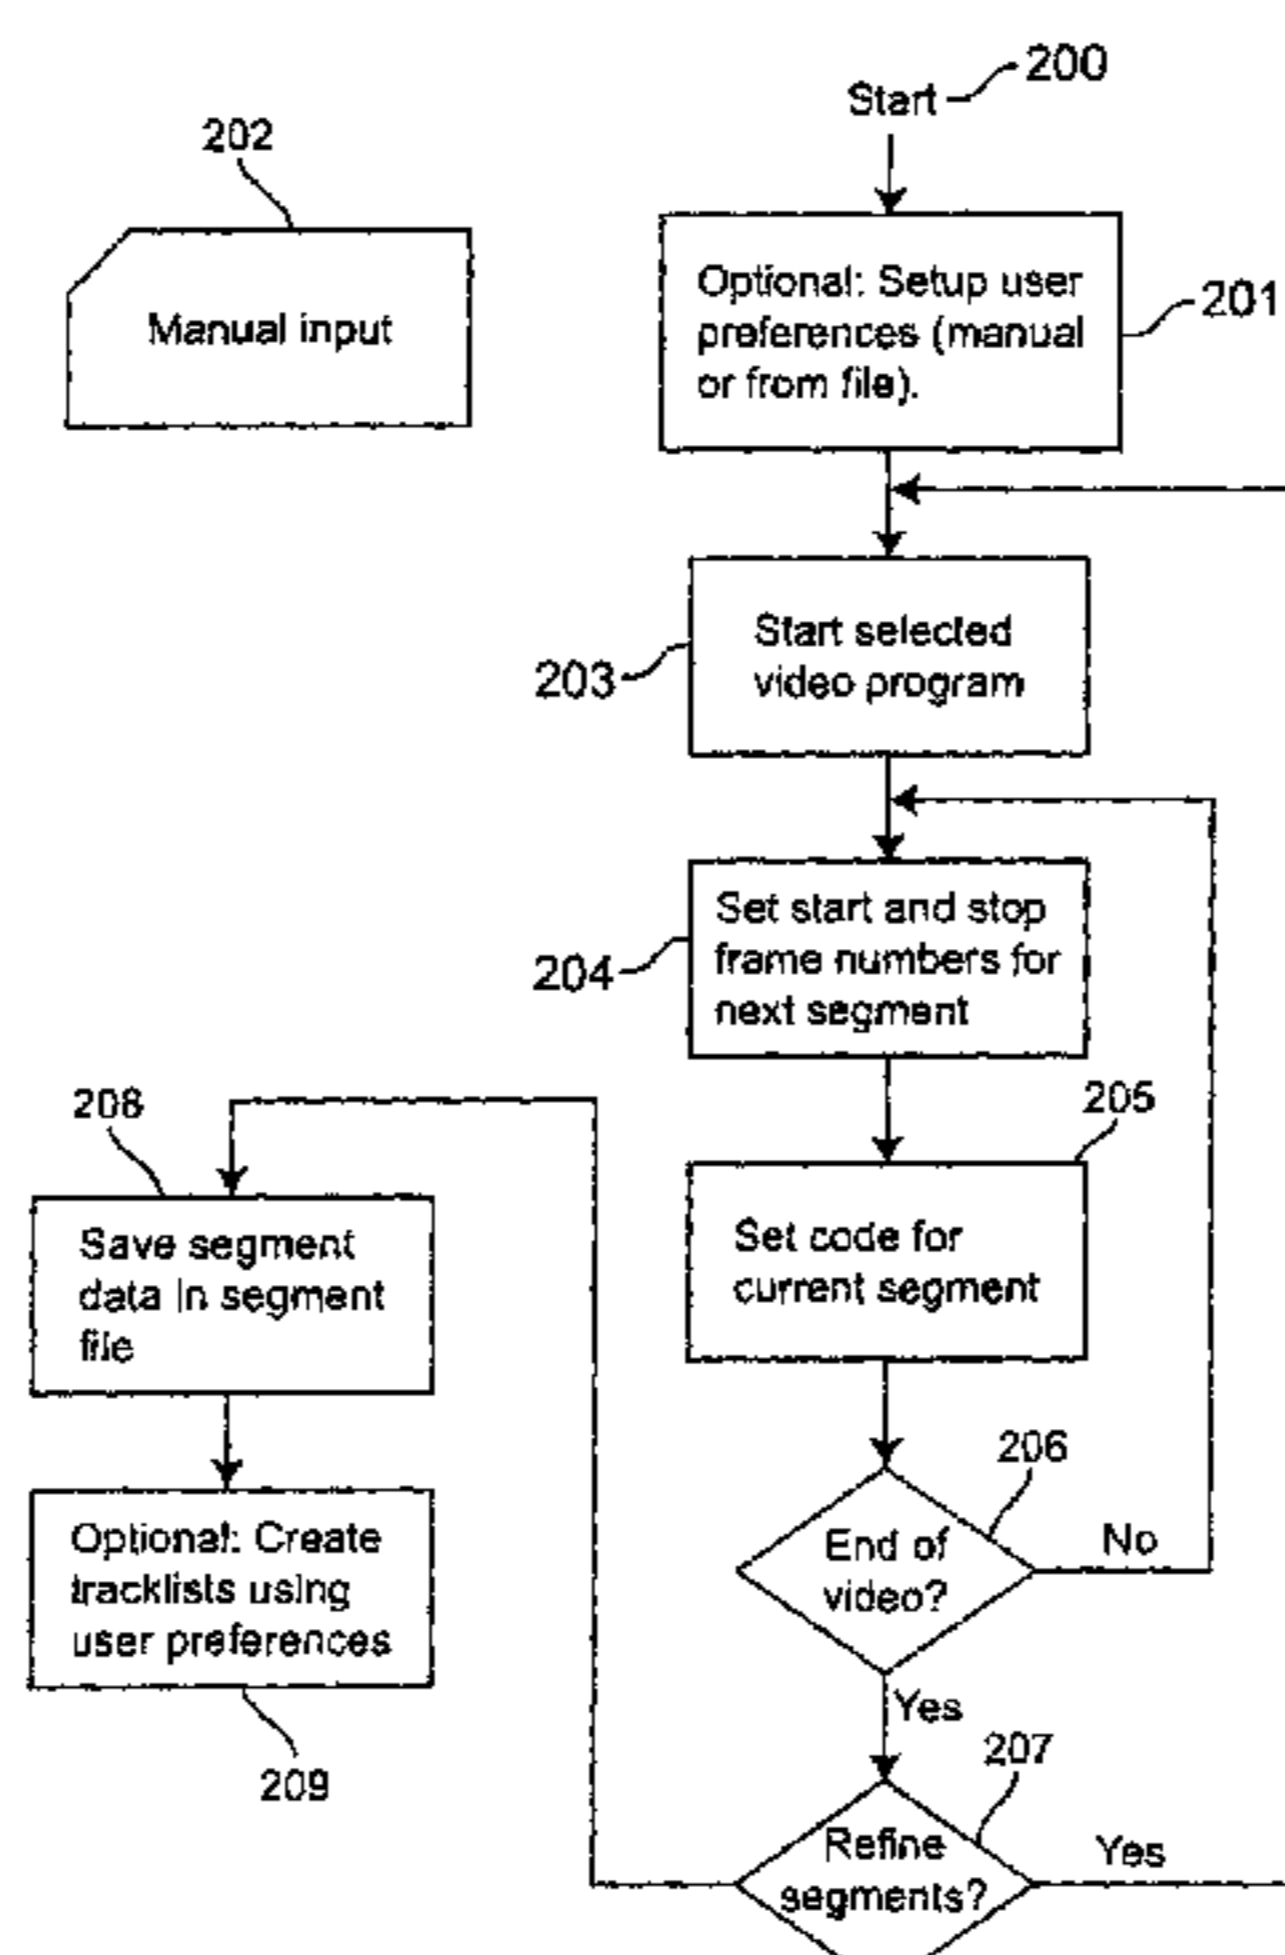 200
Start
202
Manual input
Optional: Setup user
preferences (manual
or from file).
201
Start selected
video program
203
Set start and stop
frame numbers for
next segment
204
205
Set code for
current segment
208
Save segment
data in segment
file
206
End of
video?
No
Yes
Optional: Create
tracklists using
user preferences
209
207
Refine
segments?
Yes